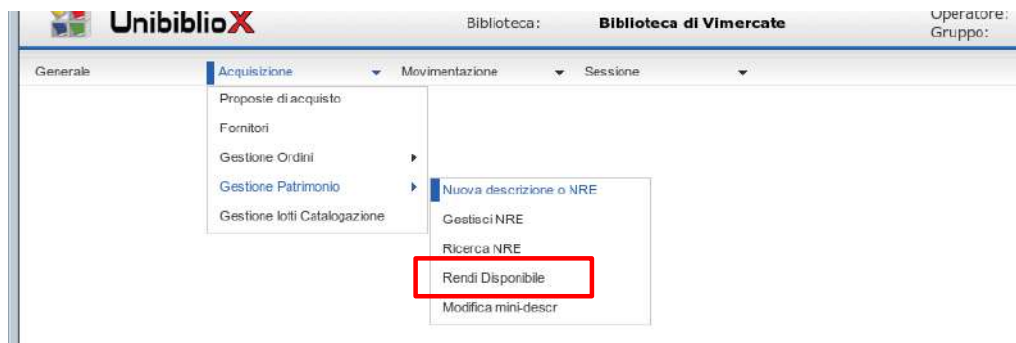 UnibiblioX Biblioteca: Biblioteca di Vimercate Operatore:
Gruppo:
Generale Acquisizione Movimentazione Sessione
Proposte di acquisto
Fornitori
Gestione Ordini
Gestione Patrimonio
Gestione lotti Catalogazione
Nuova descrizione o NRE
Gestisci NRE
Ricerca NRE
Rendi Disponibile
Modifica mini-descr